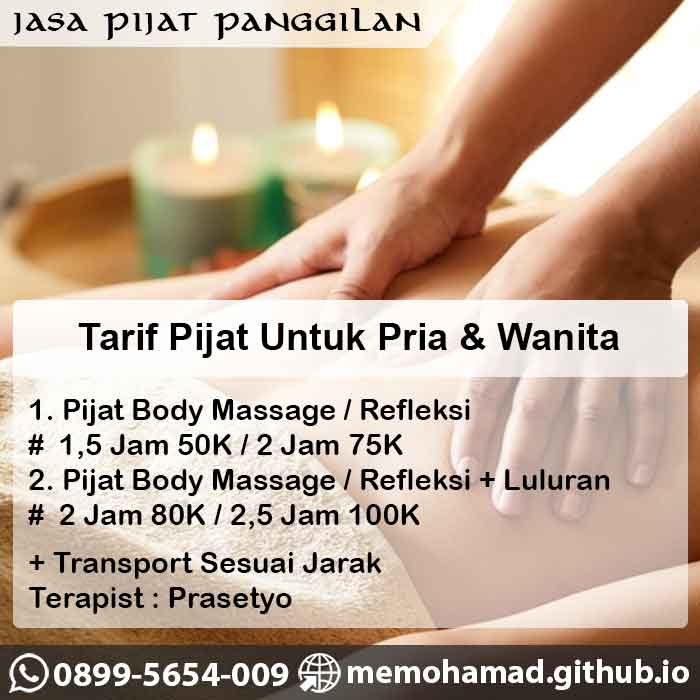 JASA PIJAT PANGGILAN
Tarif Pijat Untuk Pria & Wanita
1. Pijat Body Massage / Refleksi
# 1,5 Jam 50K / 2 Jam 75K
2. Pijat Body Massage / Refleksi + Luluran
# 2 Jam 80K / 2,5 Jam 100K
+ Transport Sesuai Jarak
Terapist : Prasetyo
0899-5654-009 memohamad.github.io